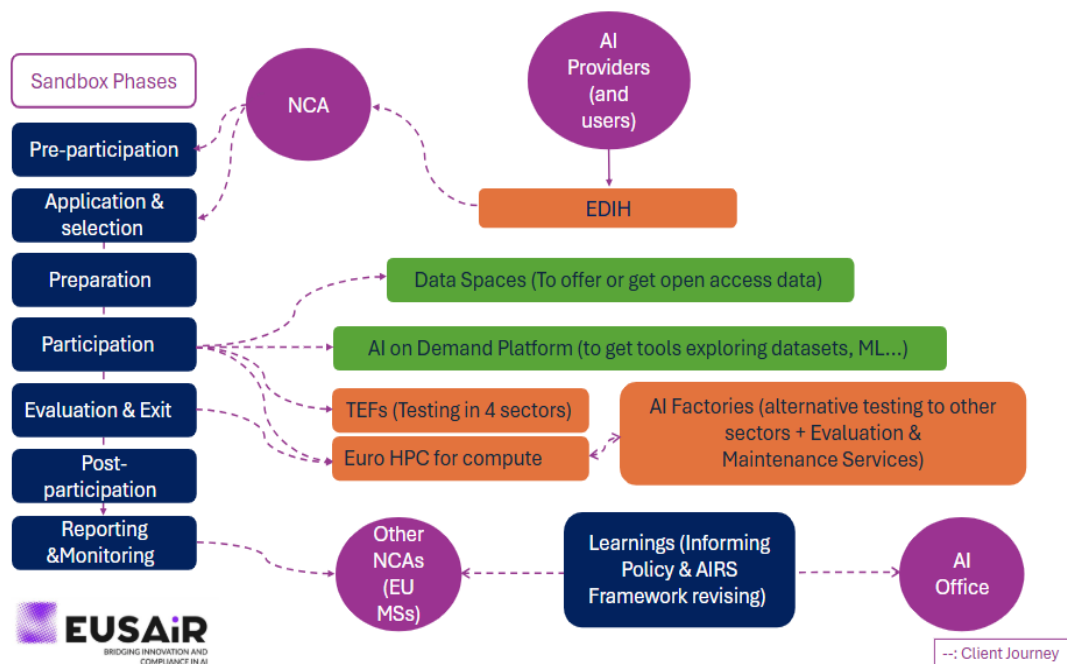 Sandbox Phases
NCA
AI
Providers
(and
users)
Pre-participation
Application &
selection
EDIH
Preparation
Data Spaces (To offer or get open access data)
Participation
AI on Demand Platform (to get tools exploring datasets, ML...)
Evaluation & Exit
TEFs (Testing in 4 sectors)
Euro HPC for compute
AI Factories (alternative testing to other
sectors + Evaluation &
Maintenance Services)
Post-
participation
Reporting
&Monitoring
Other
NCAs
(EU
MSs)
Learnings (Informing
Policy & AIRS
Framework revising)
AI
Office
EUSAiR
BRIDGING INNOVATION AND
COMPLIANCE IN AI
--: Client Journey